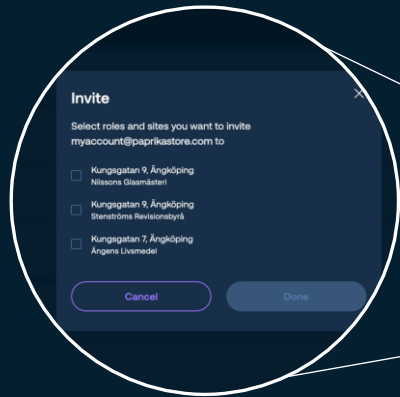 Invite
Select roles and sites you want to invite
myaccount@paprikastore.com to
Kungsgatan 9, Ängköping
Nilssons Glasmästeri
Kungsgatan 9, Ängköping
Stenströms Revisionsbyrå
Kungsgatan 7, Ängköping
Ängens Livsmedel
Cancel
Done